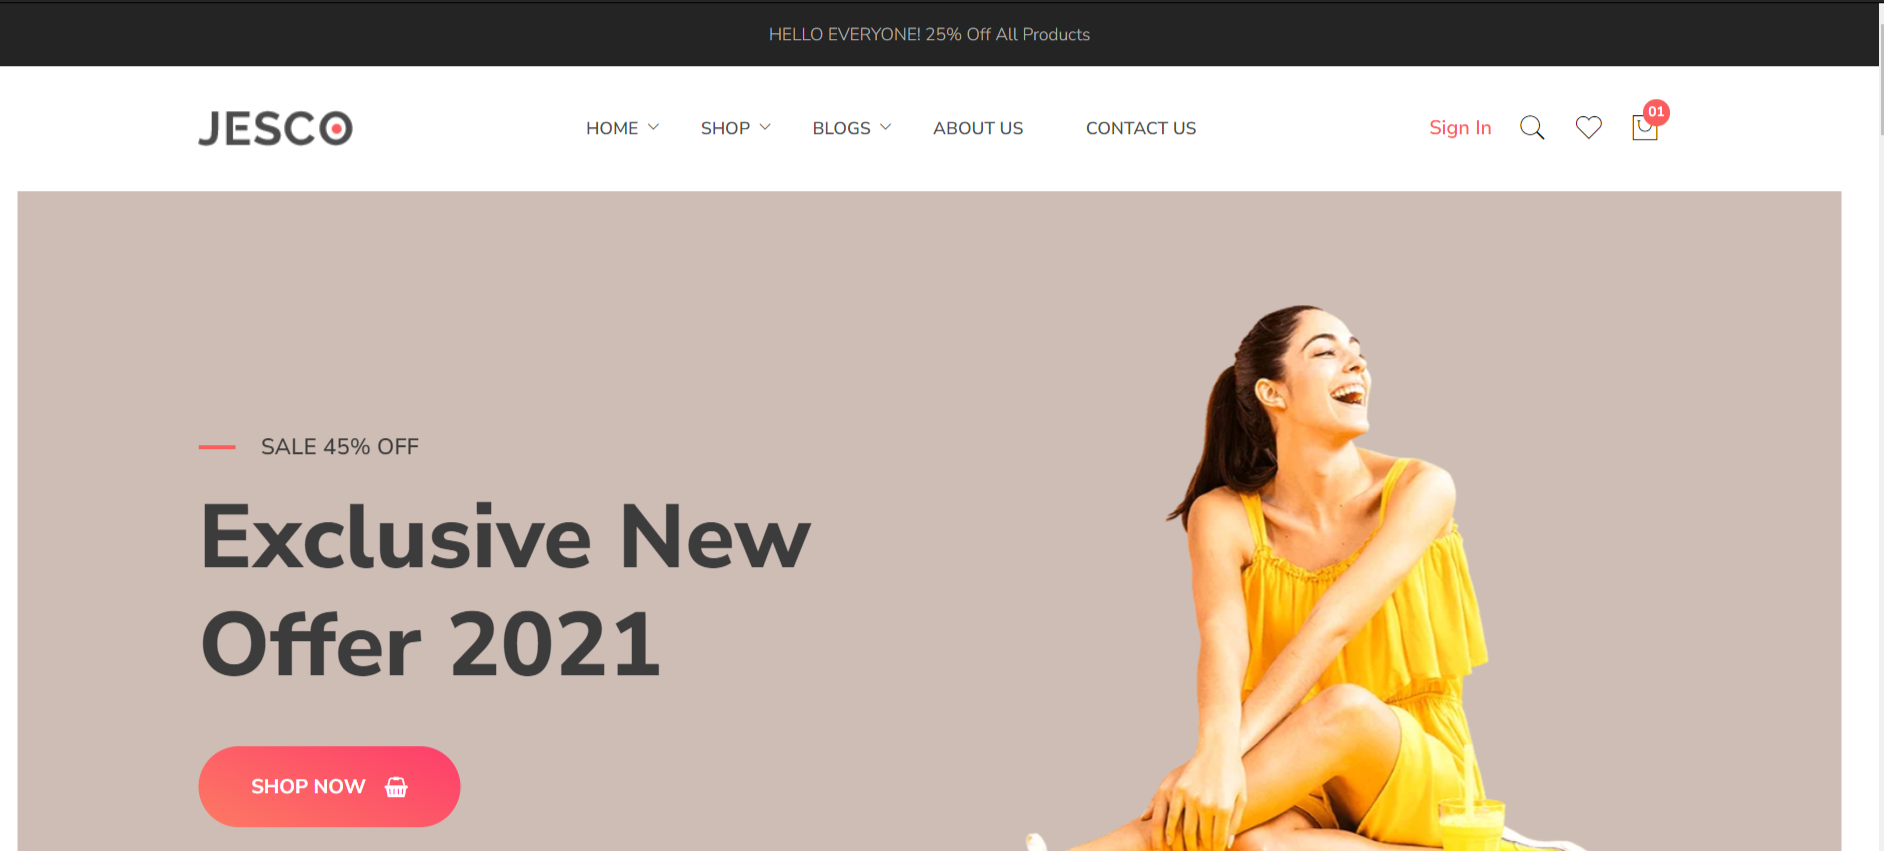 HELLO EVERYONE! 25% Off All Products
JESCO
HOME
SHOP
BLOGS
ABOUT US
CONTACT US
Sign In
01
SALE 45% OFF
Exclusive New
Offer 2021
SHOP NOW